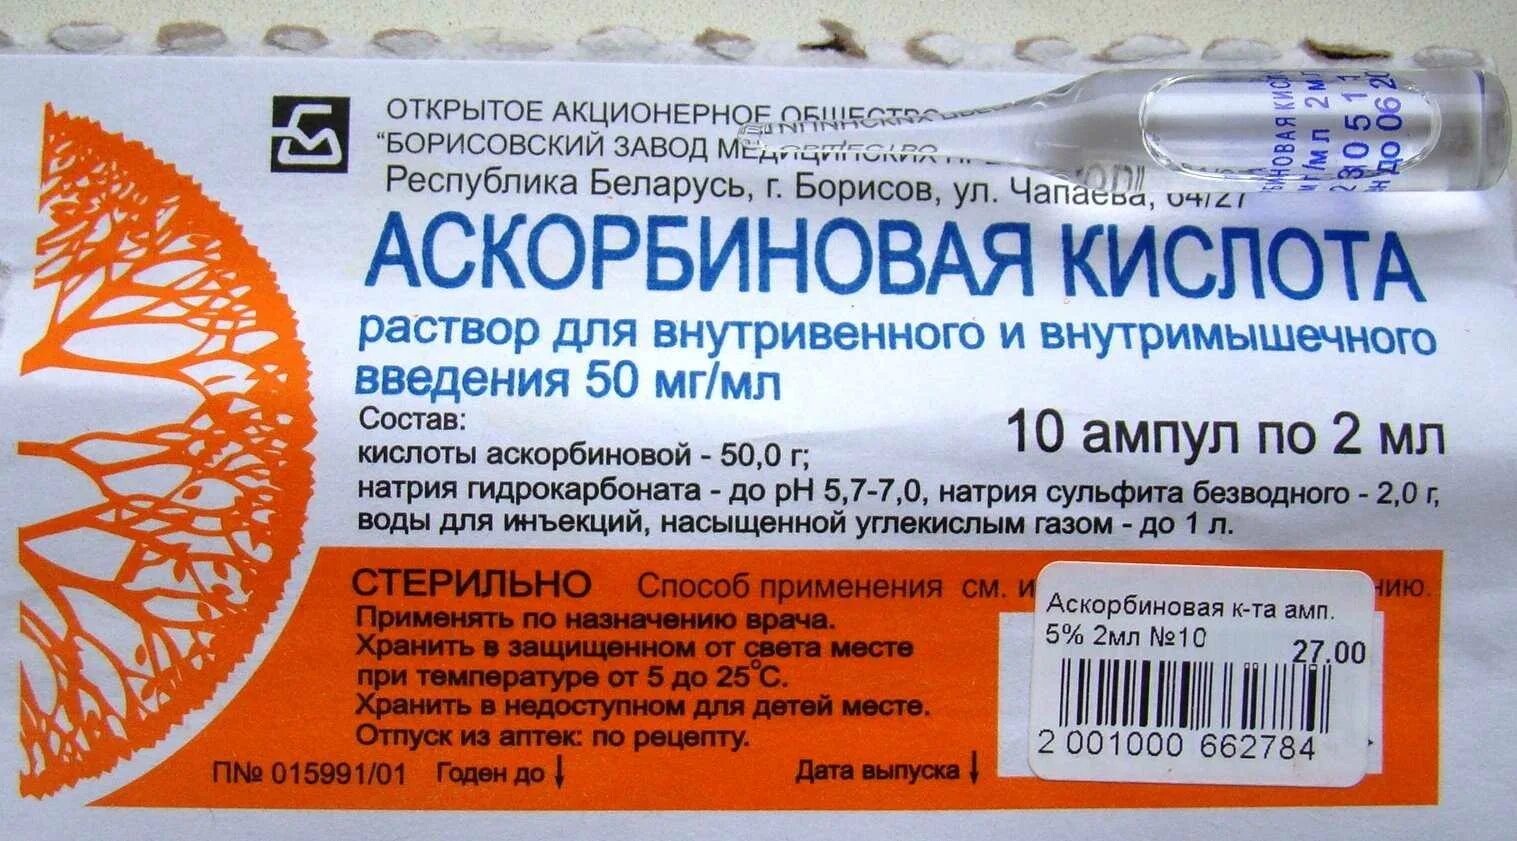 ОТКРЫТОЕ АКЦИОНЕРНОЕ ОБЩЕСТВО
"БОРИСОВСКИЙ ЗАВОД МЕДИЦИНСКИХ
Республика Беларусь, г. Борисов, ул. Чапаева, 64/27
АСКОРБИНОВАЯ КИСЛОТА
раствор для внутривенного и внутримышечного
введения 50 мг/мл
10 ампул по 2 мл
Состав:
кислоты аскорбиновой - 50,0 г;
натрия гидрокарбоната - до pH 5,7-7,0, натрия сульфита безводного - 2,0 г,
воды для инъекций, насыщенной углекислым газом - до 1 л.
СТЕРИЛЬНО Способ применения см.
Применять по назначению врача.
Хранить в защищенном от света месте
при температуре от 5 до 25°С.
Хранить в недоступном для детей месте.
Отпуск из аптек: по рецепту.
П№ 015991/01 Годен до ↓ Дата выпуска ↓
Аскорбиновая к-та амп.
5% 2мл №10
27.00
2 001000 662784